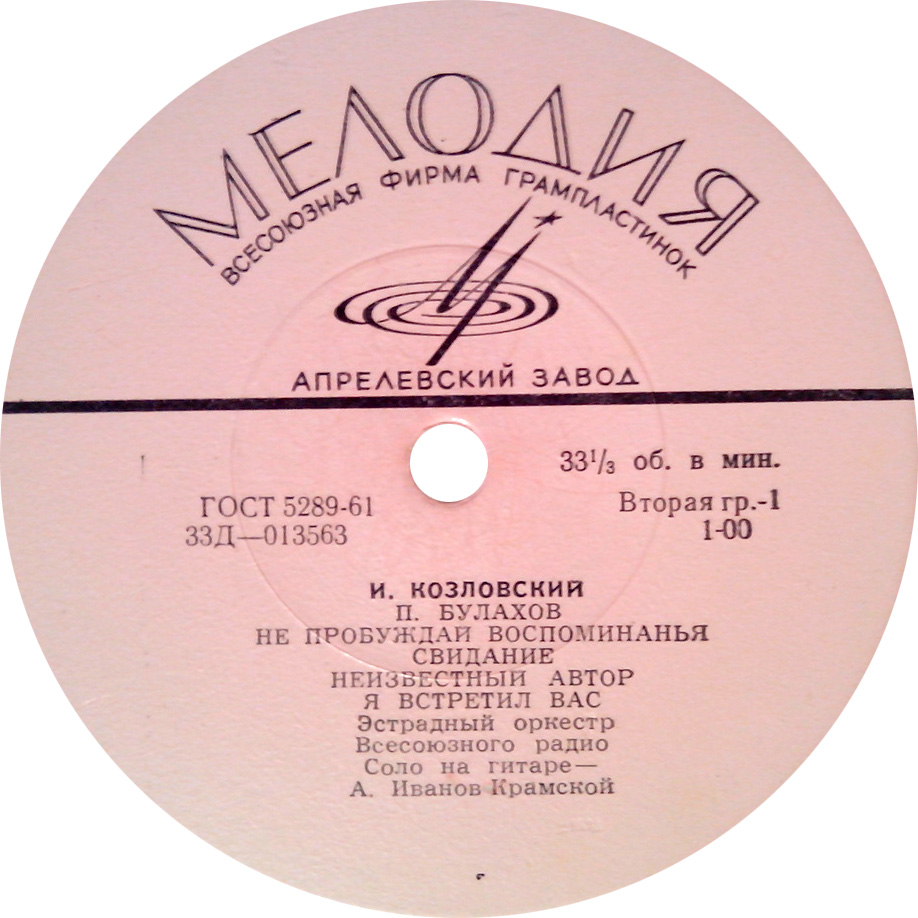 МЕЛОДИЯ
ВСЕСОЮЗНАЯ ФИРМА ГРАМПЛАСТИНОК
АПРЕЛЕВСКИЙ ЗАВОД
33⅓ об. в мин.
ГОСТ 5289-61
Вторая гр.-1
33Д—013563
1-00
И. КОЗЛОВСКИЙ
П. БУЛАХОВ
НЕ ПРОБУЖДАЙ ВОСПОМИНАНЬЯ
СВИДАНИЕ
НЕИЗВЕСТНЫЙ АВТОР
Я ВСТРЕТИЛ ВАС
Эстрадный оркестр
Всесоюзного радио
Соло на гитаре—
А. Иванов Крамской